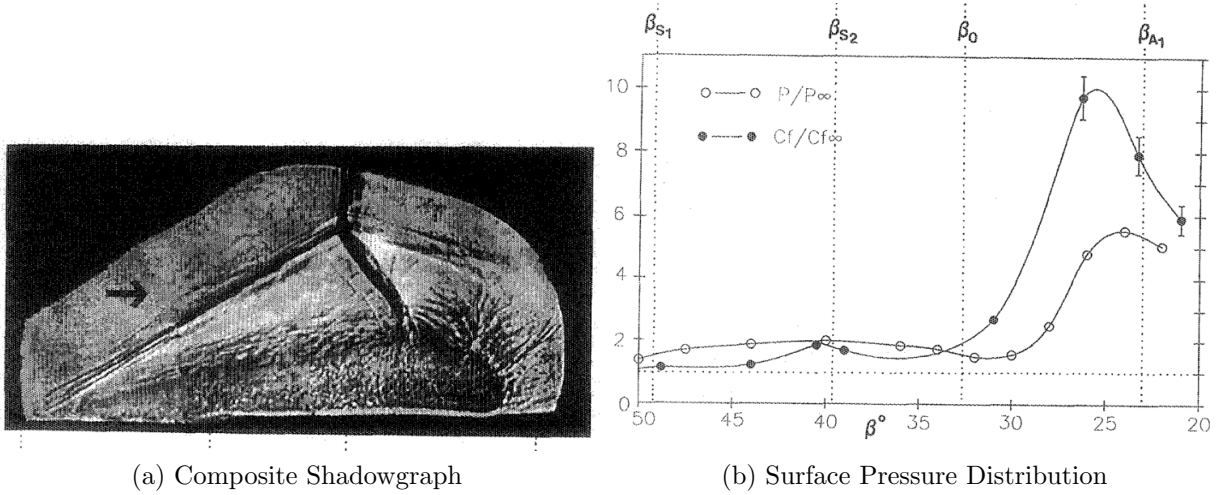 βS1 βS2 β0 βA1
10
8
6
4
2
0
P/P∞
Cf/Cf∞
50 45 40 35 30 25 20
β°
(a) Composite Shadowgraph
(b) Surface Pressure Distribution